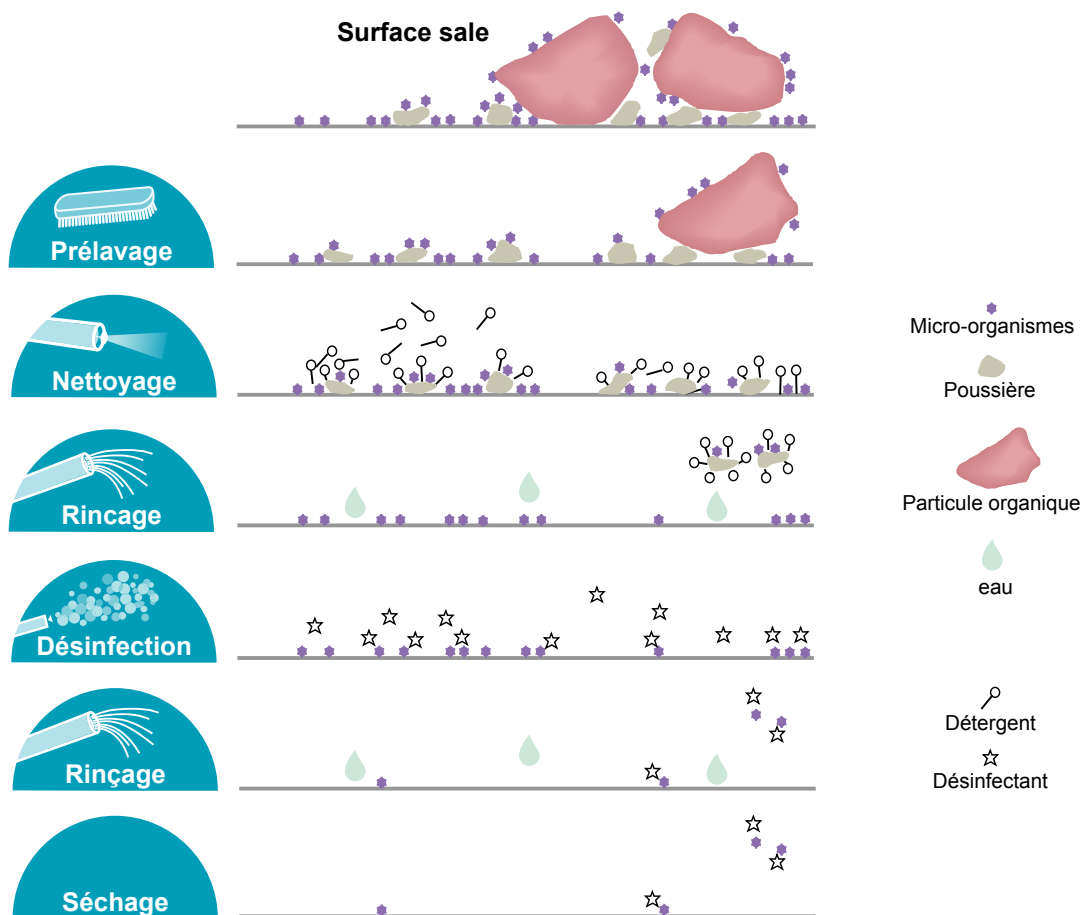 Surface sale
Prélavage
Nettoyage
Rincage
Désinfection
Rinçage
Séchage
Micro-organismes
Poussière
Particule organique
eau
Détergent
Désinfectant